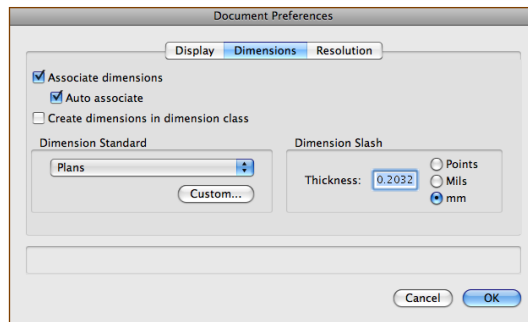 Document Preferences
Display Dimensions Resolution
Associate dimensions
Auto associate
Create dimensions in dimension class
Dimension Standard
Plans
Custom...
Dimension Slash
Thickness: 0.2032
Points
Mils
mm
Cancel OK